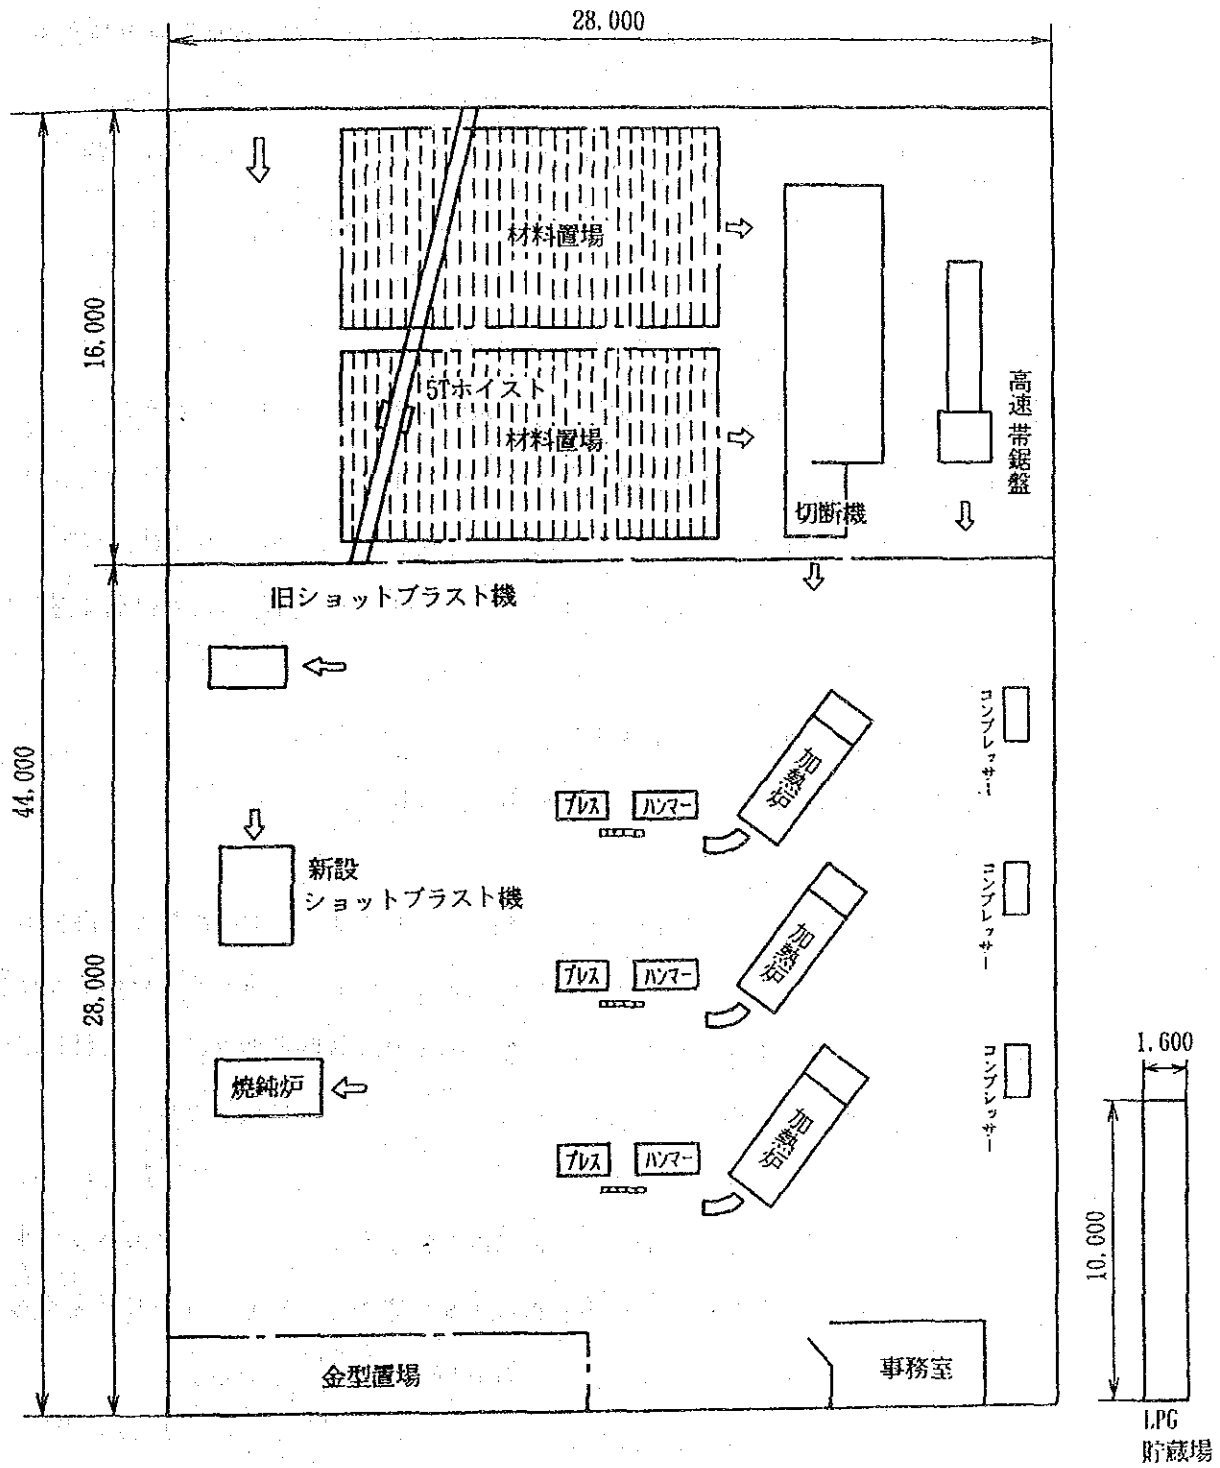 28,000
材料置場
16,000
5Tホイスト
材料置場
高速帯鋸盤
切断機
旧ショットブラスト機
44,000
コンプレッサー
加熱炉
プレス
ハンマー
新設
ショットブラスト機
コンプレッサー
加熱炉
28,000
プレス
ハンマー
1,600
コンプレッサー
焼鈍炉
加熱炉
プレス
ハンマー
10,000
金型置場
事務室
LPG
貯蔵場